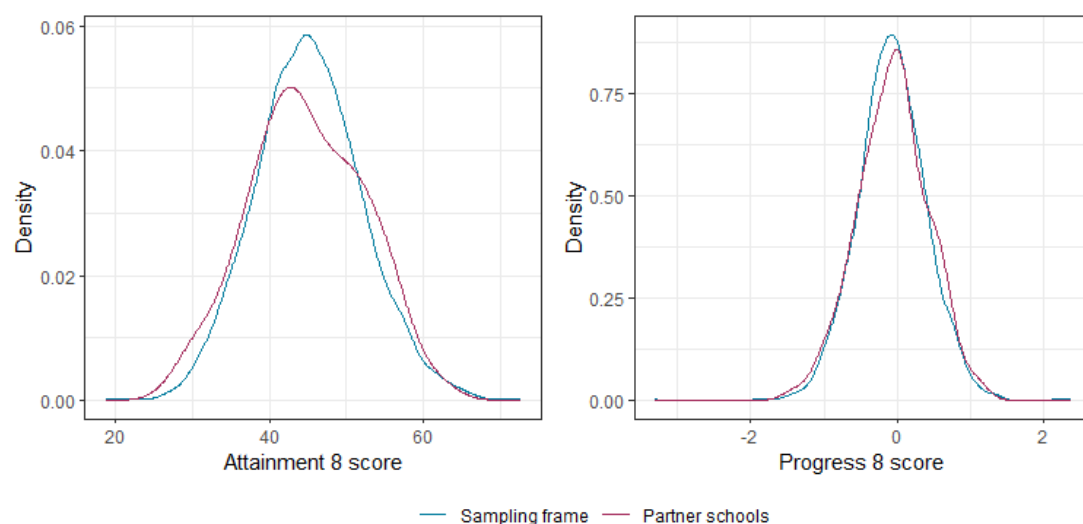 0.06
0.04
0.02
0.00
Density
20 40 60
Attainment 8 score
0.75
0.50
0.25
0.00
Density
-2 0 2
Progress 8 score
Sampling frame Partner schools